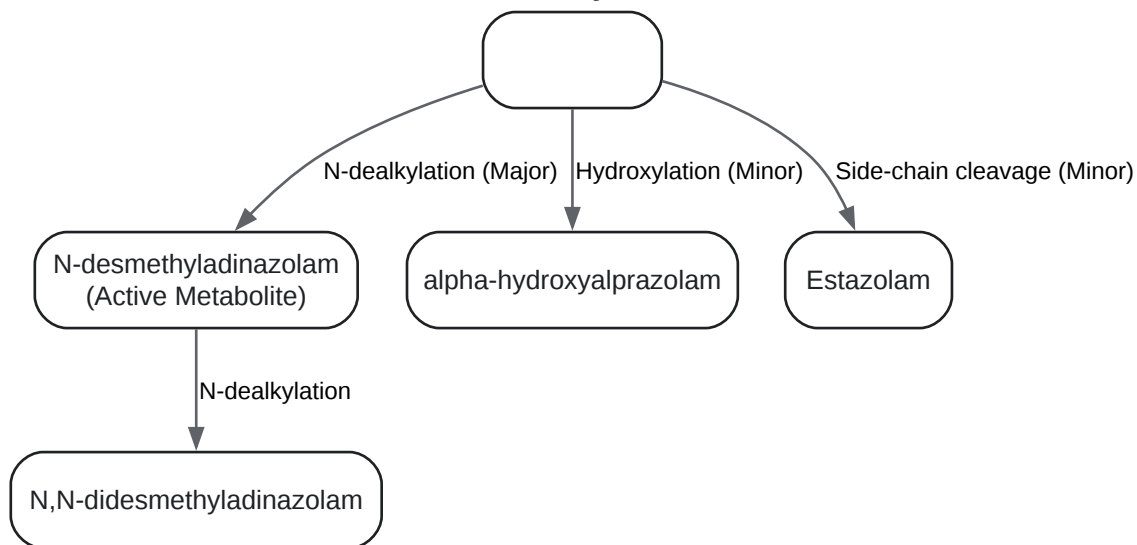 N-dealkylation (Major)
Hydroxylation (Minor)
Side-chain cleavage (Minor)
N-desmethyladinazolam
(Active Metabolite)
alpha-hydroxyalprazolam
Estazolam
N-dealkylation
N,N-didesmethyladinazolam